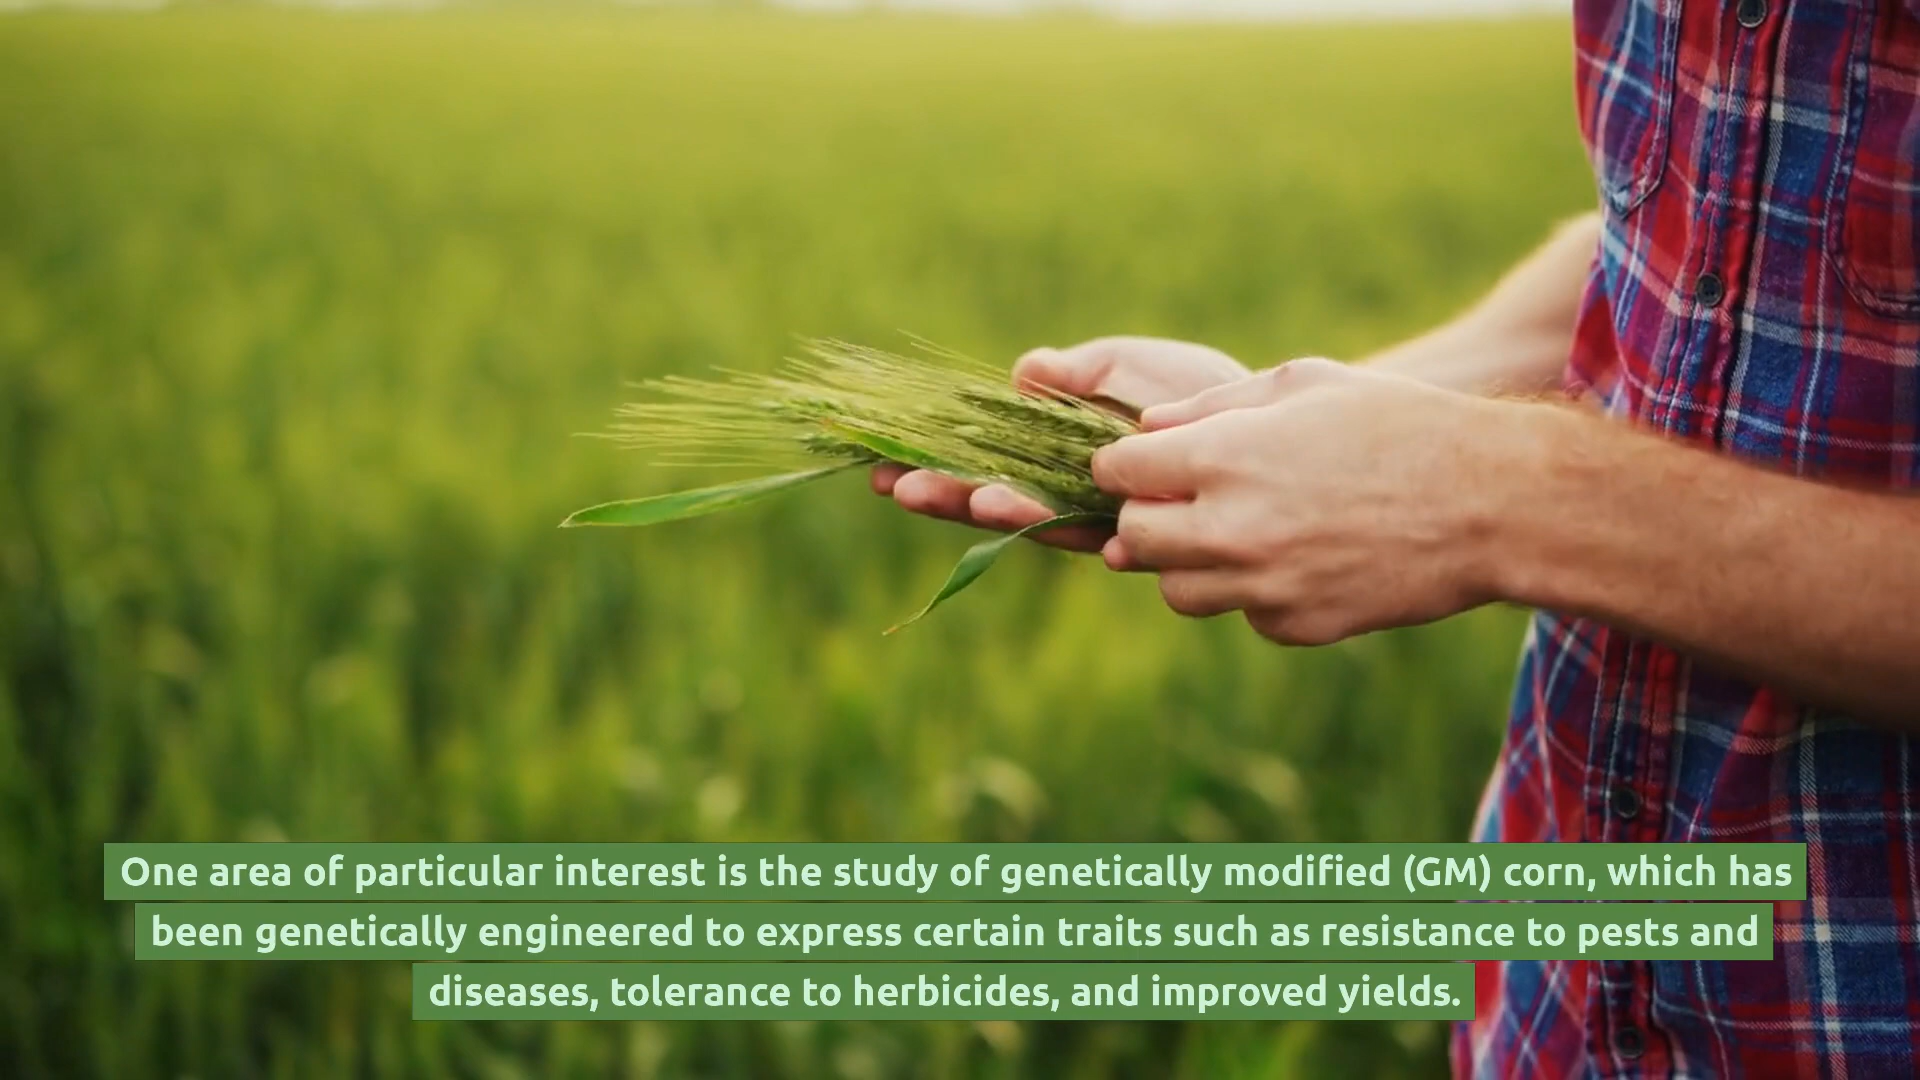 One area of particular interest is the study of genetically modified (GM) corn, which has
been genetically engineered to express certain traits such as resistance to pests and
diseases, tolerance to herbicides, and improved yields.